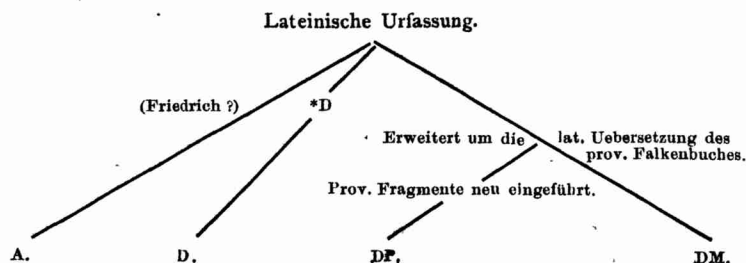 Lateinische Urfassung.
(Friedrich ?)
*D
Erweitert um die lat. Uebersetzung des
prov. Falkenbuches.
Prov. Fragmente neu eingeführt.
A. D. DP. DM.